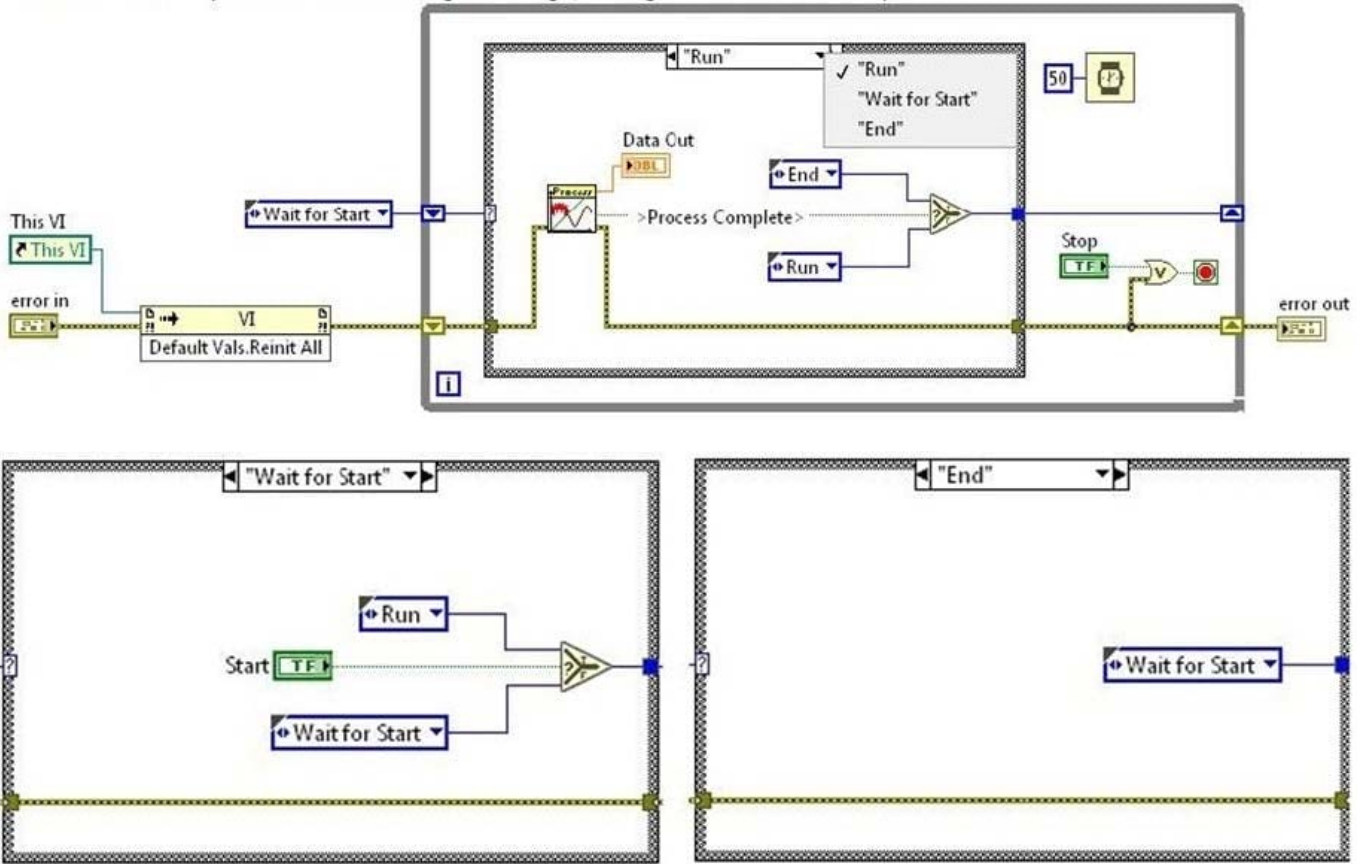 "Run"
"Run"
"Wait for Start"
"End"
50
Data Out
DBL
End
Process
Wait for Start
>Process Complete>
This VI
This VI
Stop
TF
Run
error in
error out
VI
Default Vals.Reinit All
i
"Wait for Start"
"End"
Run
Start
TF
Wait for Start
Wait for Start